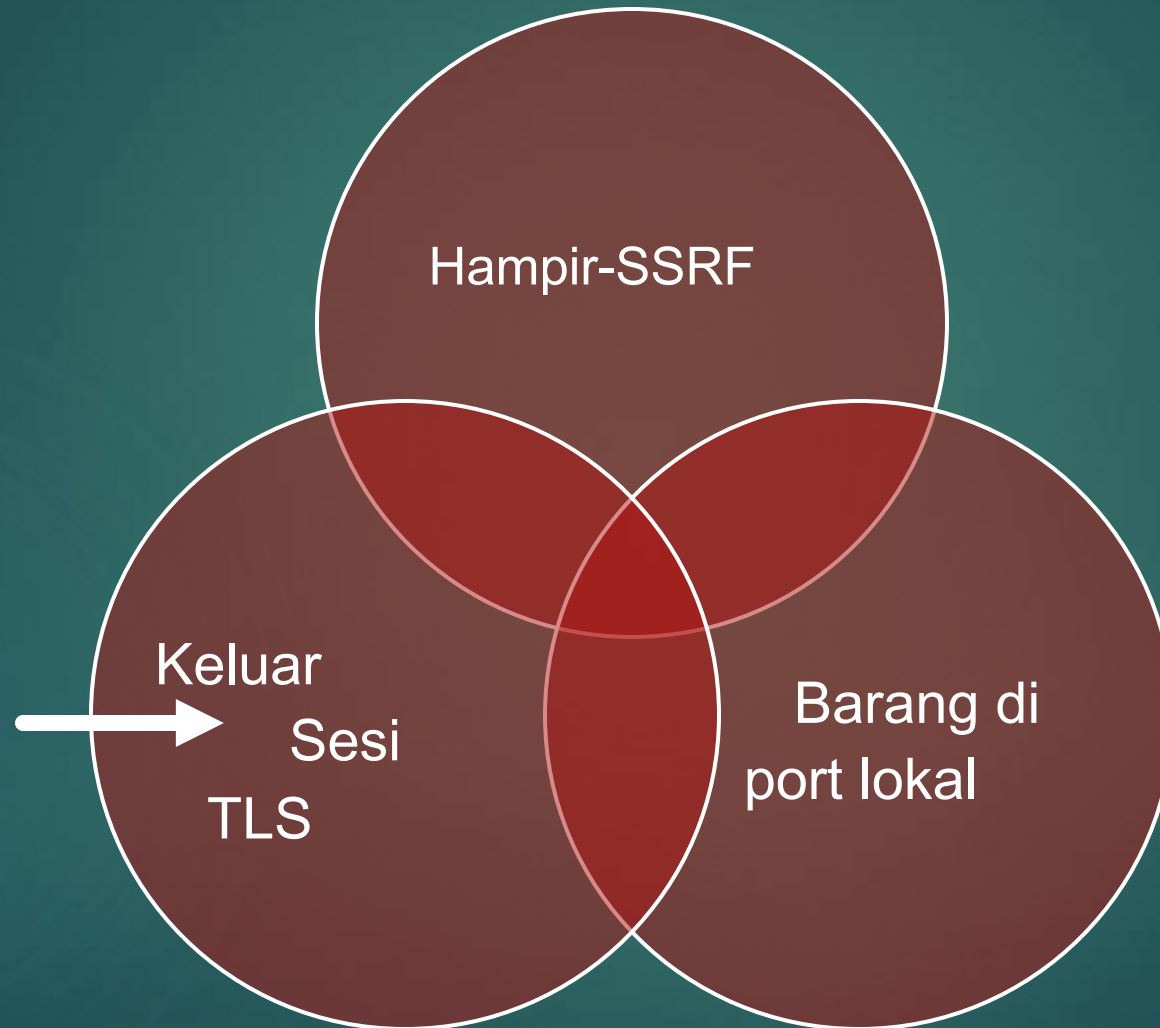 Hampir-SSRF
Keluar
Sesi
TLS
Barang di
port lokal